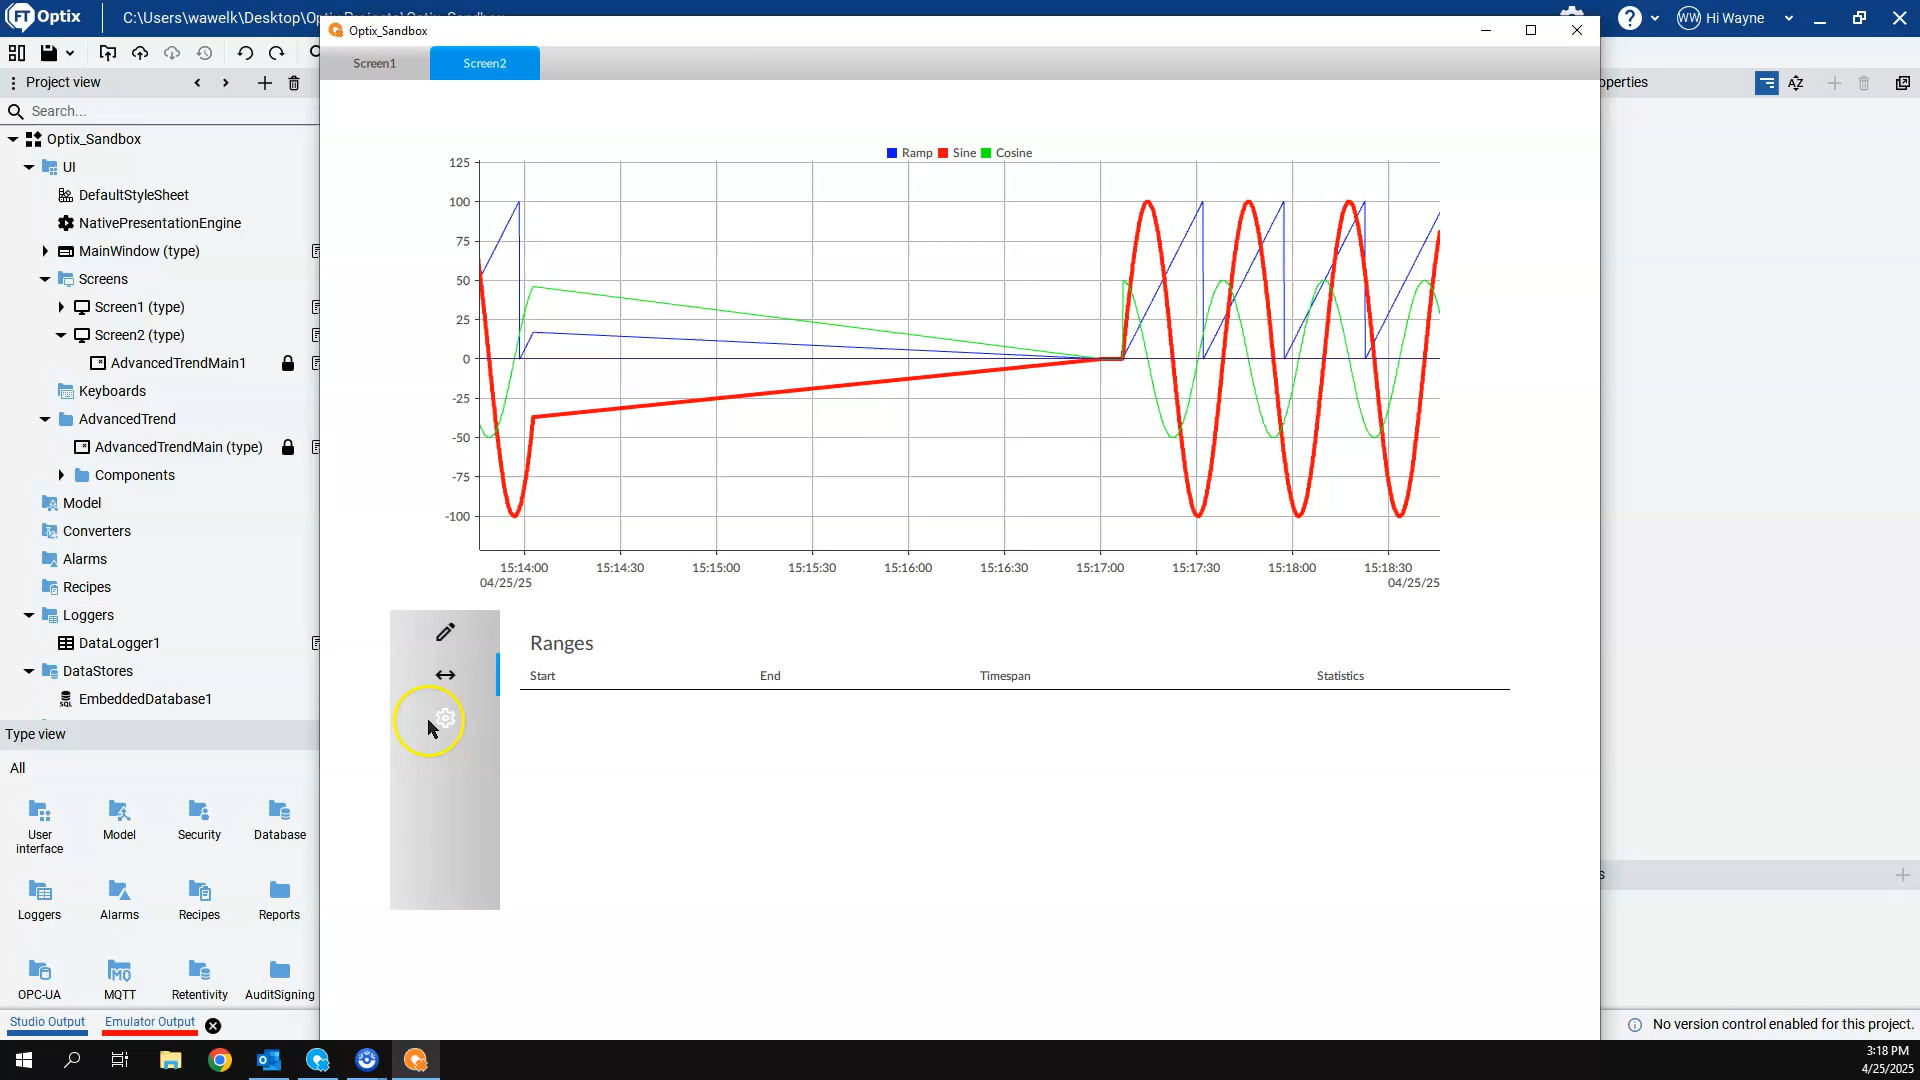 FT Optix
C:\Users\wawelk\Desktop\
WW Hi Wayne
Optix_Sandbox
Screen1
Screen2
Project view
Search...
Optix_Sandbox
UI
DefaultStyleSheet
NativePresentationEngine
MainWindow (type)
Screens
Screen1 (type)
Screen2 (type)
AdvancedTrendMain1
Keyboards
AdvancedTrend
AdvancedTrendMain (type)
Components
Model
Converters
Alarms
Recipes
Loggers
DataLogger1
DataStores
SQL EmbeddedDatabase1
Type view
All
User interface
Model
Security
Database
Loggers
Alarms
Recipes
Reports
OPC-UA
MQ MQTT
Retentivity
AuditSigning
Studio Output
Emulator Output
Ramp Sine Cosine
125
100
75
50
25
0
-25
-50
-75
-100
15:14:00 15:14:30 15:15:00 15:15:30 15:16:00 15:16:30 15:17:00 15:17:30 15:18:00 15:18:30
04/25/25 04/25/25
Ranges
Start End Timespan Statistics
operties
AZ
s
No version control enabled for this project.
3:18 PM
4/25/2025